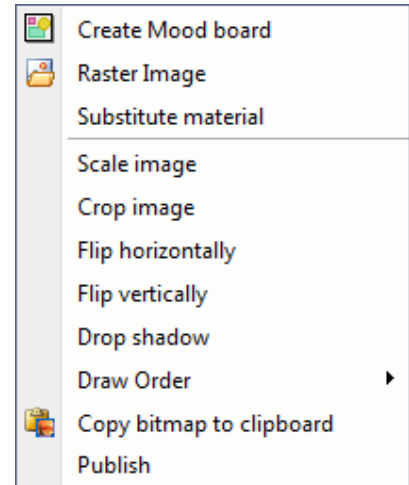 Create Mood board
Raster Image
Substitute material
Scale image
Crop image
Flip horizontally
Flip vertically
Drop shadow
Draw Order
Copy bitmap to clipboard
Publish